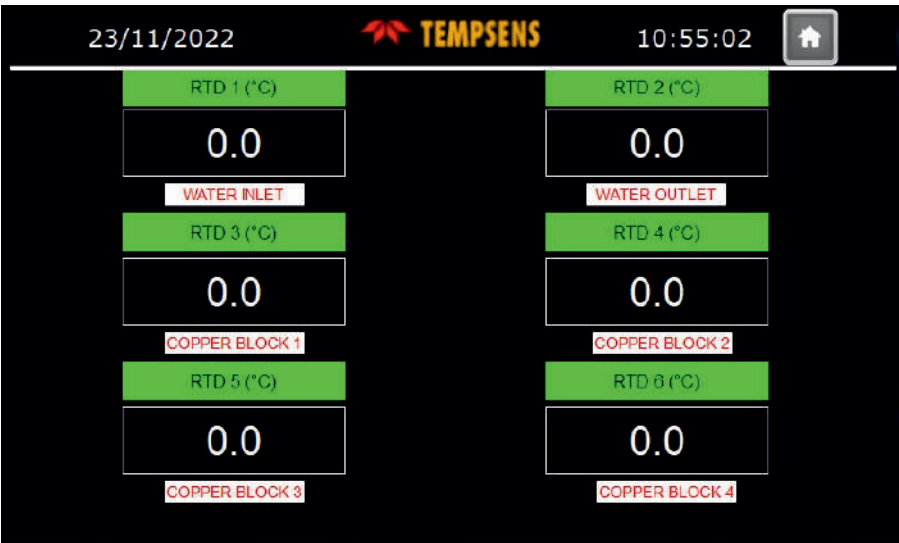 23/11/2022 TEMPSENS 10:55:02
RTD 1 (°C) RTD 2 (°C)
0.0 0.0
WATER INLET WATER OUTLET
RTD 3 (°C) RTD 4 (°C)
0.0 0.0
COPPER BLOCK 1 COPPER BLOCK 2
RTD 5 (°C) RTD 6 (°C)
0.0 0.0
COPPER BLOCK 3 COPPER BLOCK 4